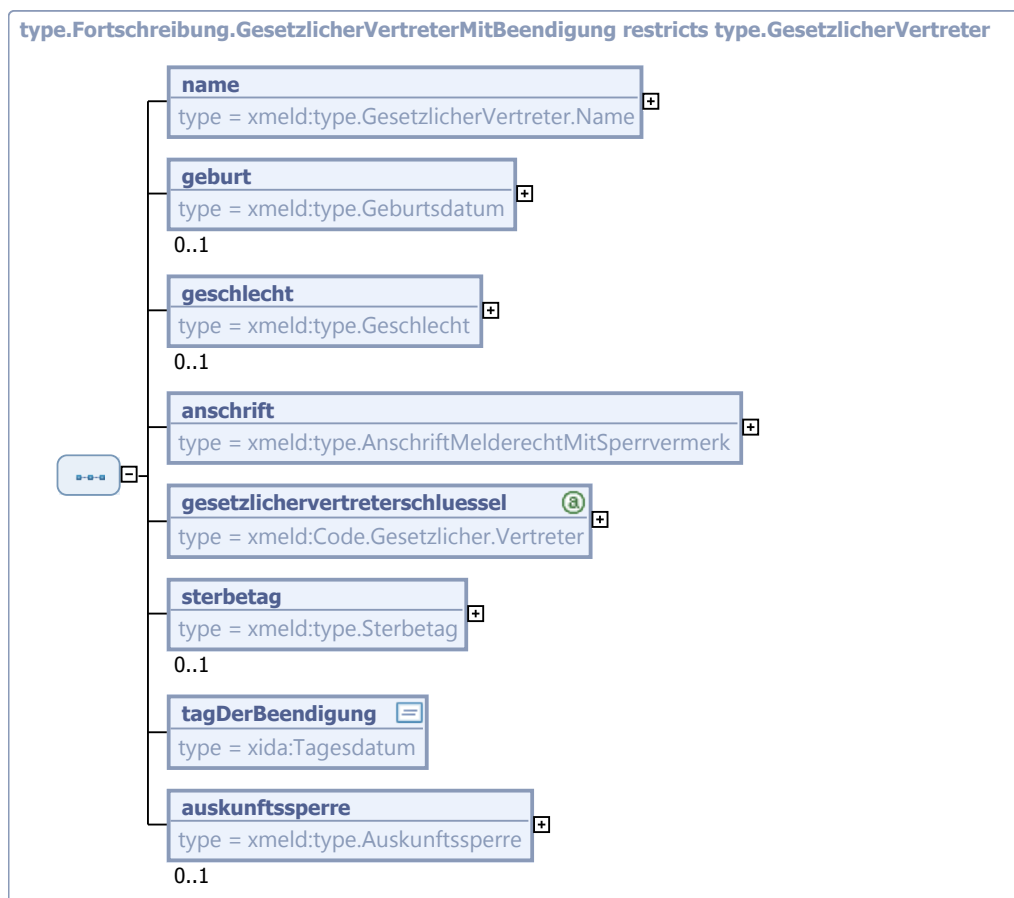 type.Fortschreibung.GesetzlicherVertreterMitBeendigung restricts type.GesetzlicherVertreter
name
type = xmeld:type.GesetzlicherVertreter.Name
geburt
type = xmeld:type.Geburtsdatum
0..1
geschlecht
type = xmeld:type.Geschlecht
0..1
anschrift
type = xmeld:type.AnschriftMelderechtMitSperrvermerk
gesetzlichervertreterschluessel a
type = xmeld:Code.Gesetzlicher.Vertreter
sterbetag
type = xmeld:type.Sterbetag
0..1
tagDerBeendigung
type = xida:Tagesdatum
auskunftssperre
type = xmeld:type.Auskunftssperre
0..1